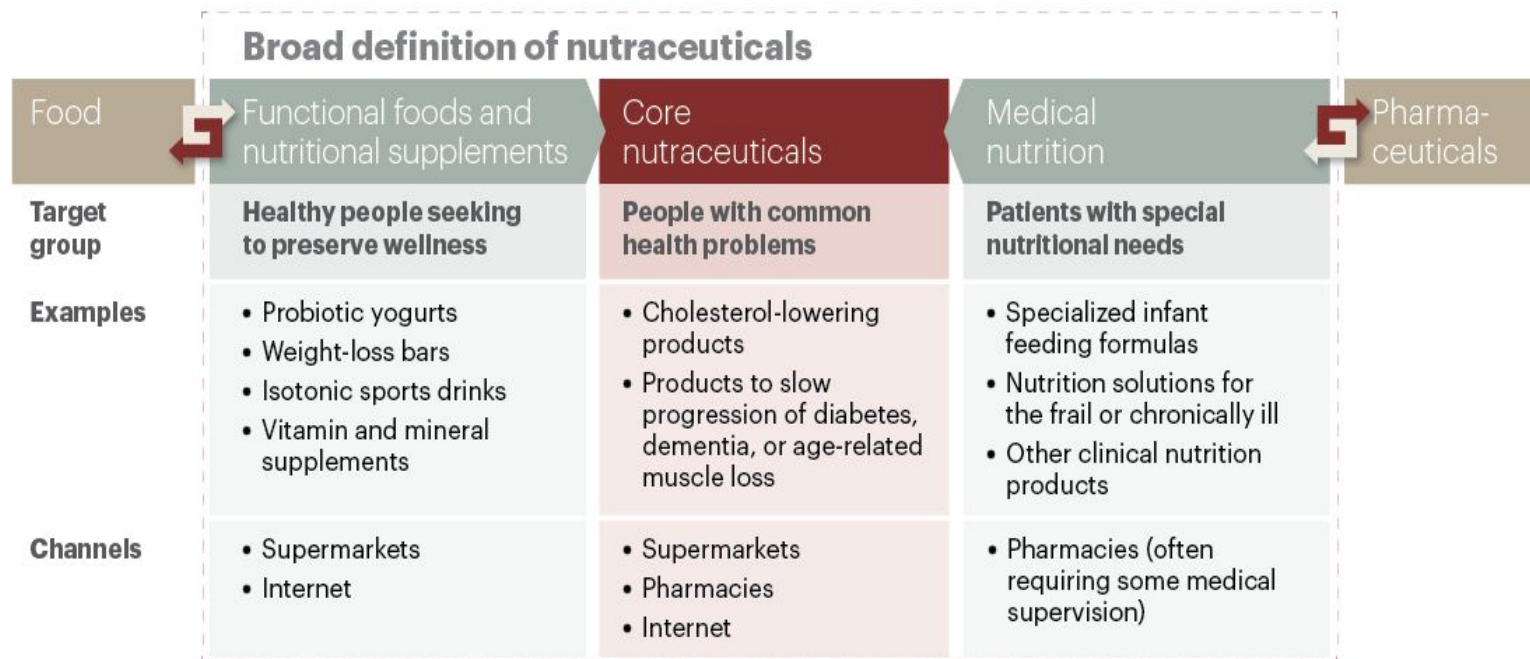 Broad definition of nutraceuticals
Food
Functional foods and
nutritional supplements
Core
nutraceuticals
Medical
nutrition
Pharma-
ceuticals
Target
group
Healthy people seeking
to preserve wellness
People with common
health problems
Patients with special
nutritional needs
Examples
• Probiotic yogurts
• Weight-loss bars
• Isotonic sports drinks
• Vitamin and mineral
supplements
• Cholesterol-lowering
products
• Products to slow
progression of diabetes,
dementia, or age-related
muscle loss
• Specialized infant
feeding formulas
• Nutrition solutions for
the frail or chronically ill
• Other clinical nutrition
products
Channels
• Supermarkets
• Internet
• Supermarkets
• Pharmacies
• Internet
• Pharmacies (often
requiring some medical
supervision)